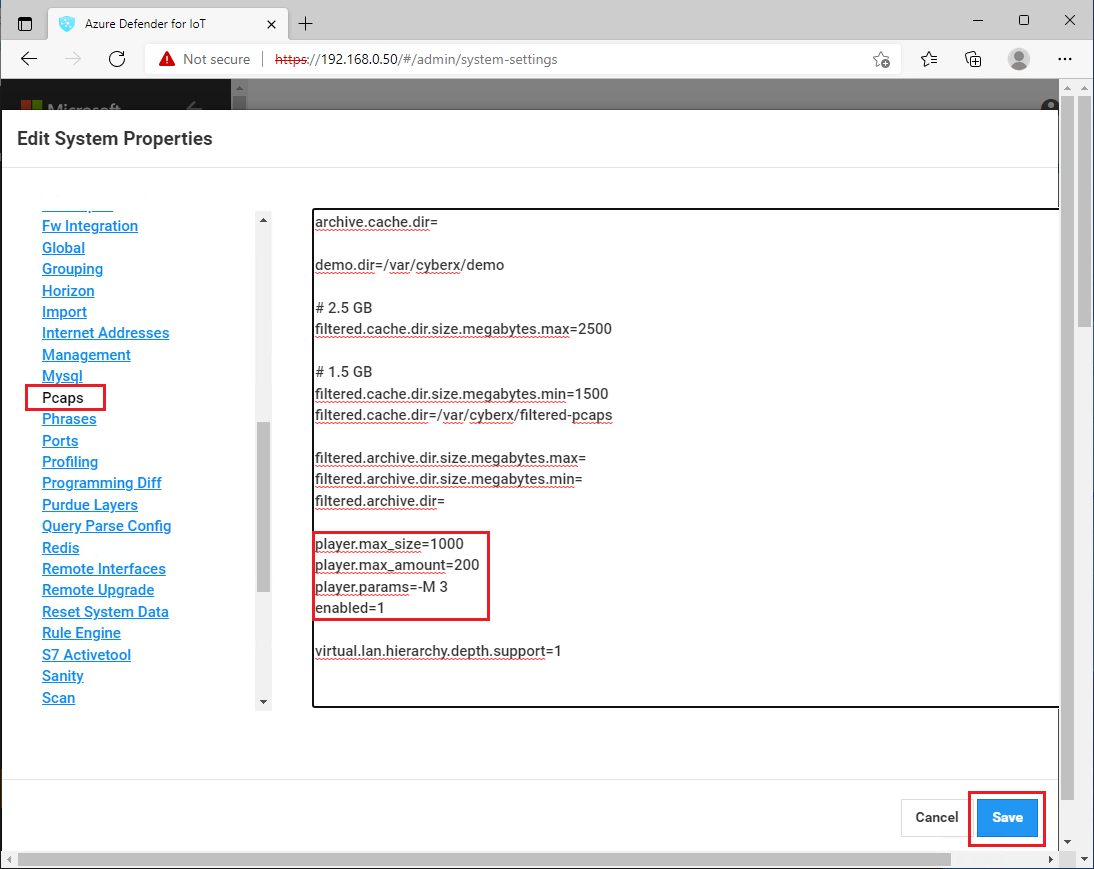 Azure Defender for IoT
Not secure
https://192.168.0.50/#/admin/system-settings
Microsoft
Edit System Properties
Fw Integration
Global
Grouping
Horizon
Import
Internet Addresses
Management
Mysql
Pcaps
Phrases
Ports
Profiling
Programming Diff
Purdue Layers
Query Parse Config
Redis
Remote Interfaces
Remote Upgrade
Reset System Data
Rule Engine
S7 Activetool
Sanity
Scan
archive.cache.dir=
demo.dir=/var/cyberx/demo
# 2.5 GB
filtered.cache.dir.size.megabytes.max=2500
# 1.5 GB
filtered.cache.dir.size.megabytes.min=1500
filtered.cache.dir=/var/cyberx/filtered-pcaps
filtered.archive.dir.size.megabytes.max=
filtered.archive.dir.size.megabytes.min=
filtered.archive.dir=
player.max_size=1000
player.max_amount=200
player.params=-M 3
enabled=1
virtual.lan.hierarchy.depth.support=1
Cancel
Save